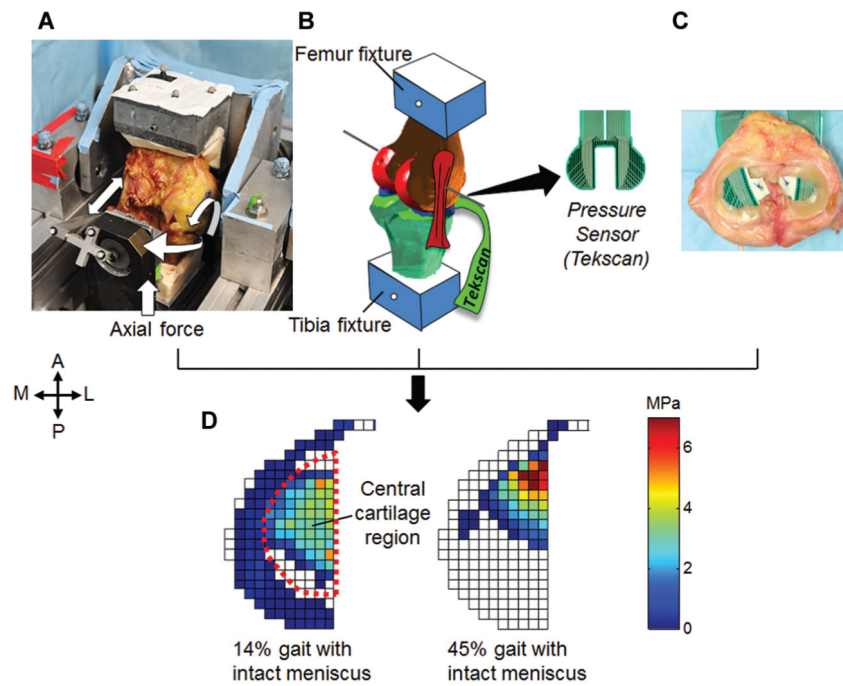 A
B
C
Femur fixture
Pressure
Sensor
(Tekscan)
Tekscan
Tibia fixture
Axial force
A
M
L
P
D
MPa
6
4
2
0
Central
cartilage
region
14% gait with
intact meniscus
45% gait with
intact meniscus